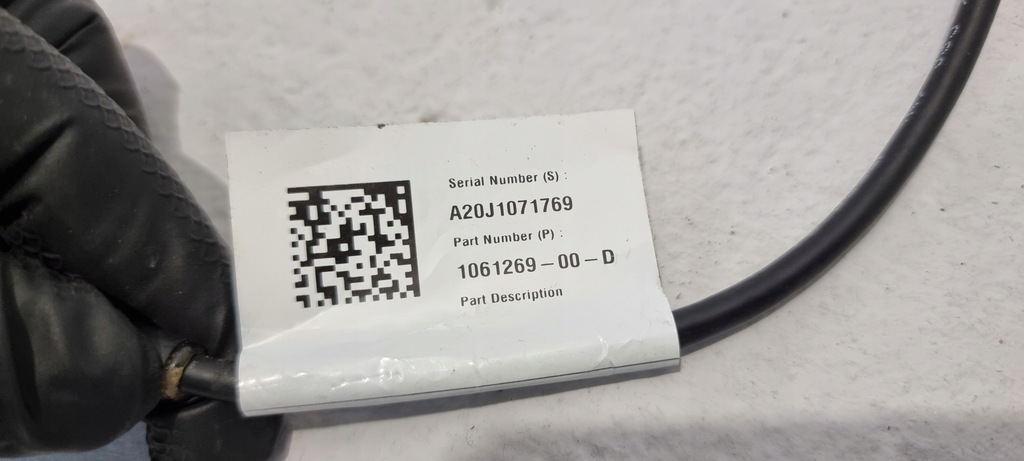 Serial Number (S) :
A20J1071769
Part Number (P) :
1061269-00-D
Part Description